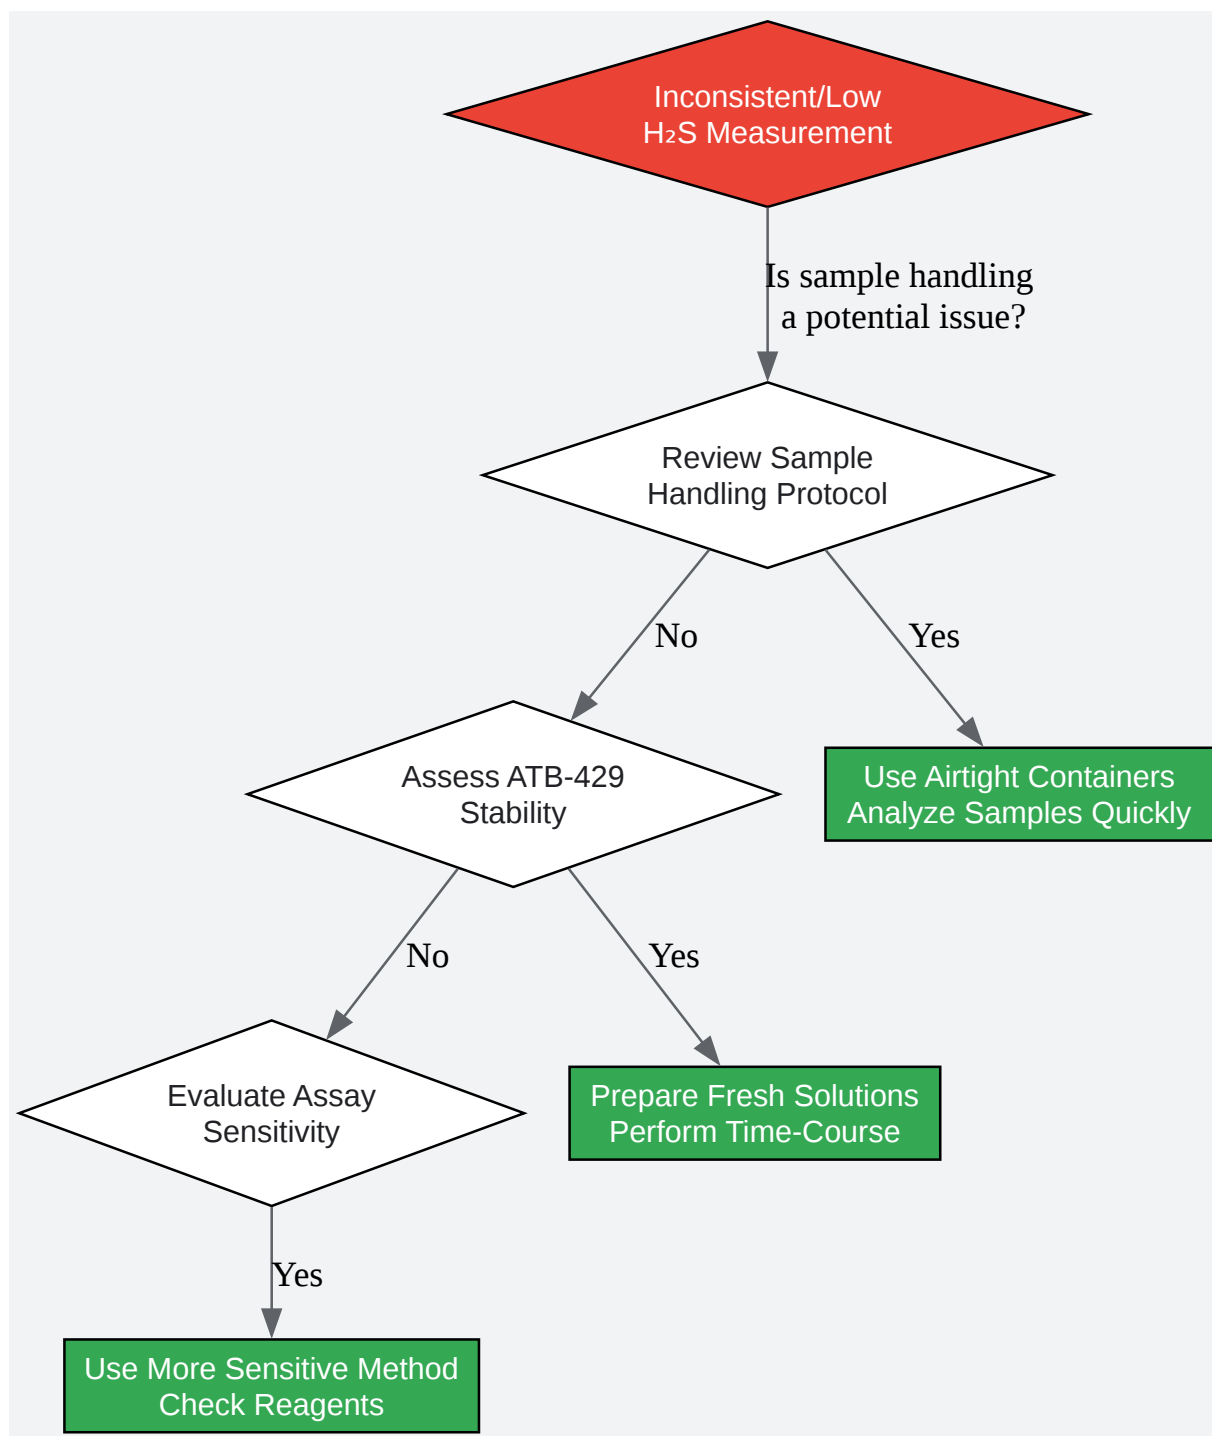 Inconsistent/Low
H₂S Measurement
Is sample handling
a potential issue?
Review Sample
Handling Protocol
No
Yes
Assess ATB-429
Stability
Use Airtight Containers
Analyze Samples Quickly
No
Yes
Evaluate Assay
Sensitivity
Prepare Fresh Solutions
Perform Time-Course
Yes
Use More Sensitive Method
Check Reagents